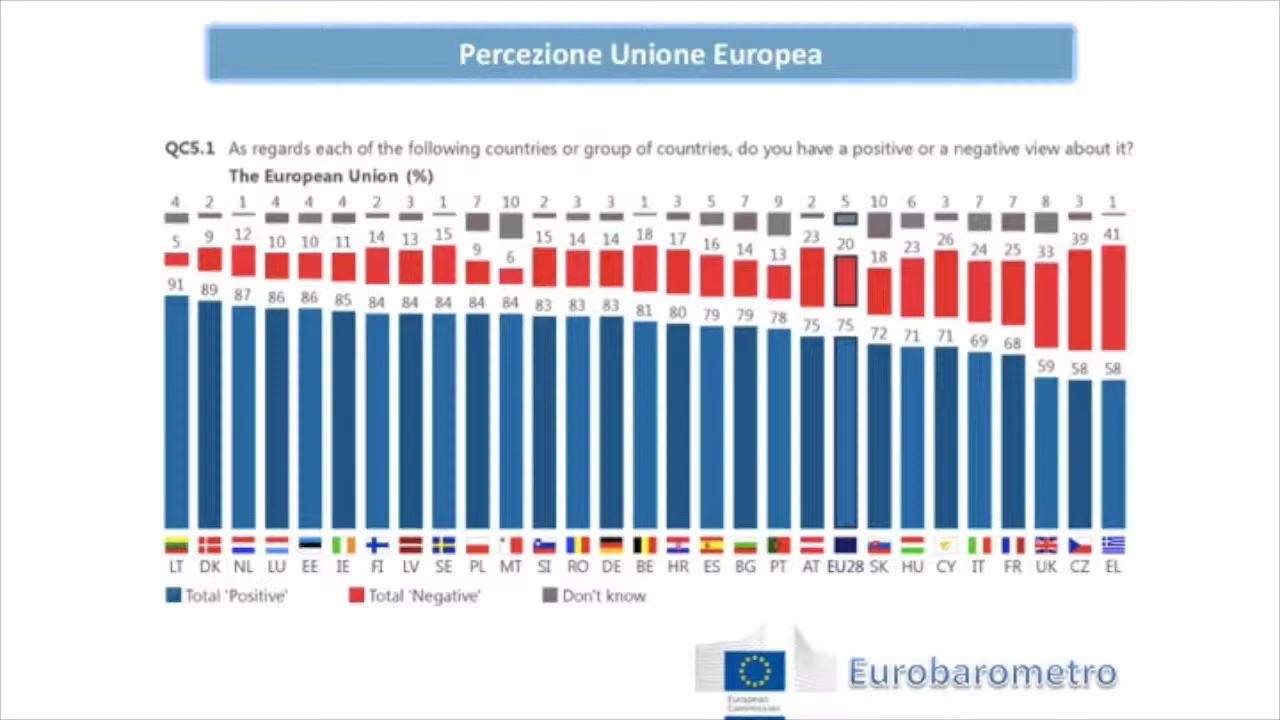 Percezione Unione Europea
QC5.1 As regards each of the following countries or group of countries, do you have a positive or a negative view about it?
The European Union (%)
4 2 1 4 4 4 2 3 1 7 10 2 3 3 1 3 5 7 9 2 5 10 6 3 7 7 8 3 1
5 9 12 10 10 11 14 13 15 9 6 15 14 14 18 17 16 14 13 23 20 18 23 26 24 25 33 39 41
91 89 87 86 86 85 84 84 84 84 84 83 83 83 81 80 79 79 78 75 75 72 71 71 69 68 59 58 58
LT DK NL LU EE IE FI LV SE PL MT SI RO DE BE HR ES BG PT AT EU28 SK HU CY IT FR UK CZ EL
Total 'Positive' Total 'Negative' Don't know
Eurobarometro
European
Commission